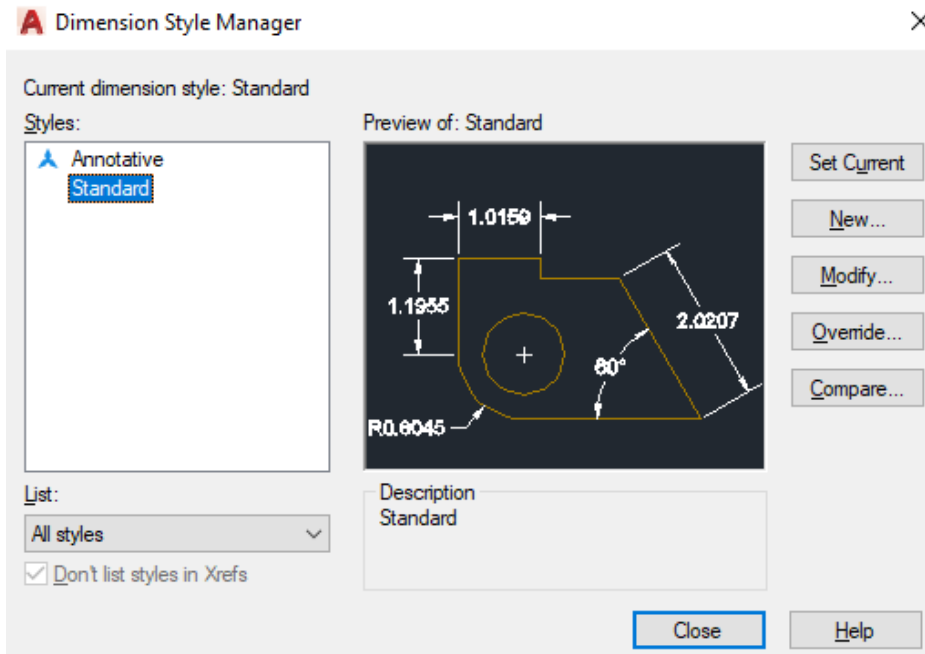 Dimension Style Manager
Current dimension style: Standard
Styles:
Annotative
Standard
Preview of: Standard
1.0159
1.1955
2.0207
60°
R0.8045
Set Current
New...
Modify...
Override...
Compare...
List:
All styles
Don't list styles in Xrefs
Description
Standard
Close
Help